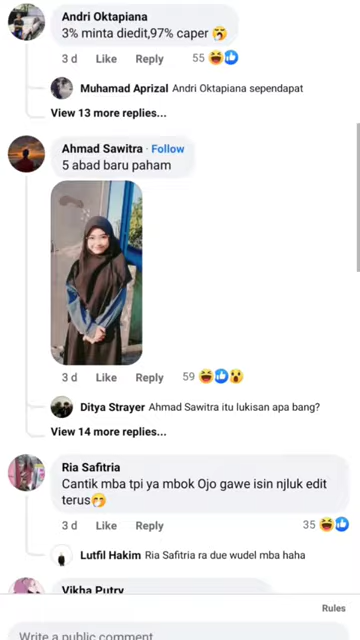 Andri Oktapiana
3% minta diedit,97% caper
3 d Like Reply 55
Muhamad Aprizal Andri Oktapiana sependapat
View 13 more replies...
Ahmad Sawitra · Follow
5 abad baru paham
3 d Like Reply 59
Ditya Strayer Ahmad Sawitra itu lukisan apa bang?
View 14 more replies...
Ria Safitria
Cantik mba tpi ya mbok Ojo gawe isin njluk edit
terus
3 d Like Reply 35
Lutfil Hakim Ria Safitria ra due wudel mba haha
Vikha Putry
Rules
Write a public comment